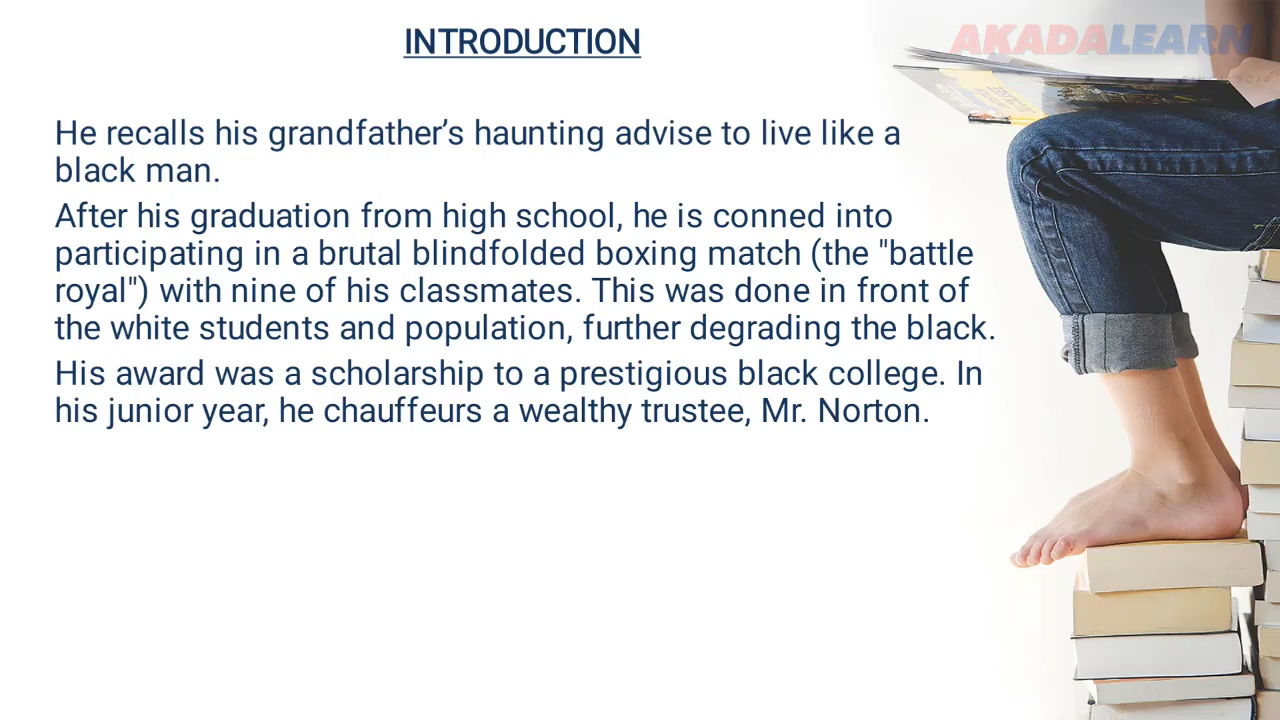 INTRODUCTION
AKADALEARN
He recalls his grandfather’s haunting advise to live like a
black man.
After his graduation from high school, he is conned into
participating in a brutal blindfolded boxing match (the "battle
royal") with nine of his classmates. This was done in front of
the white students and population, further degrading the black.
His award was a scholarship to a prestigious black college. In
his junior year, he chauffeurs a wealthy trustee, Mr. Norton.